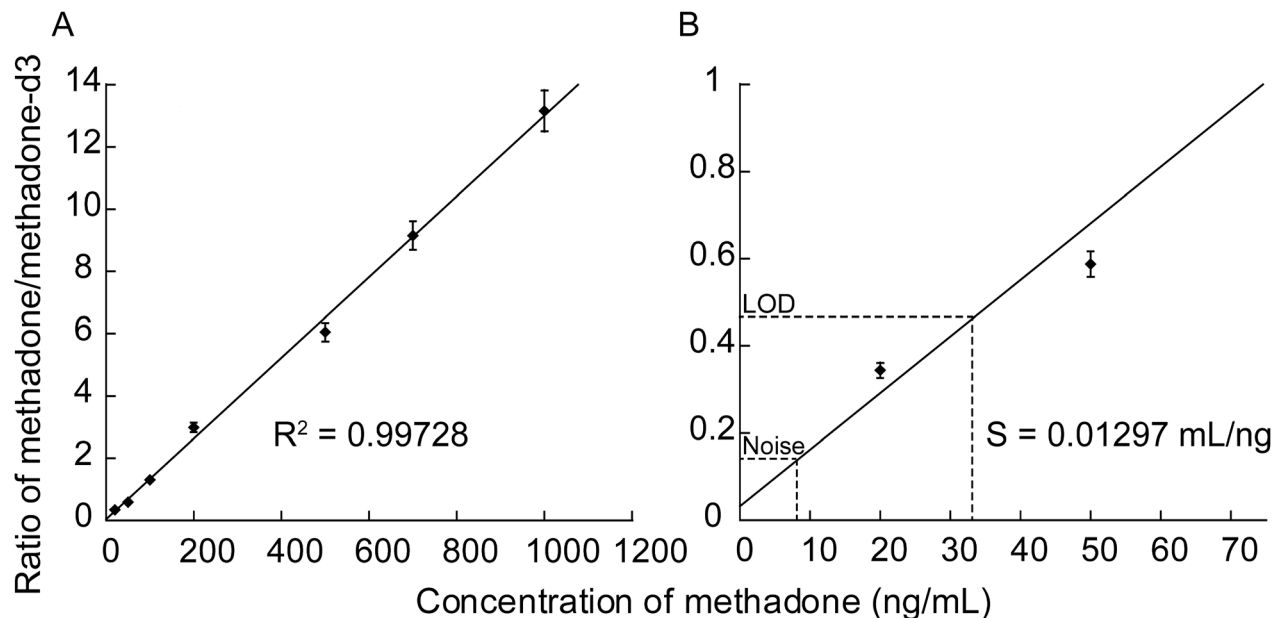 A
B
Ratio of methadone/methadone-d3
14
12
10
8
6
4
2
0
R² = 0.99728
0 200 400 600 800 1000 1200
1
0.8
0.6
LOD
0.4
0.2
Noise
0
S = 0.01297 mL/ng
0 10 20 30 40 50 60 70
Concentration of methadone (ng/mL)